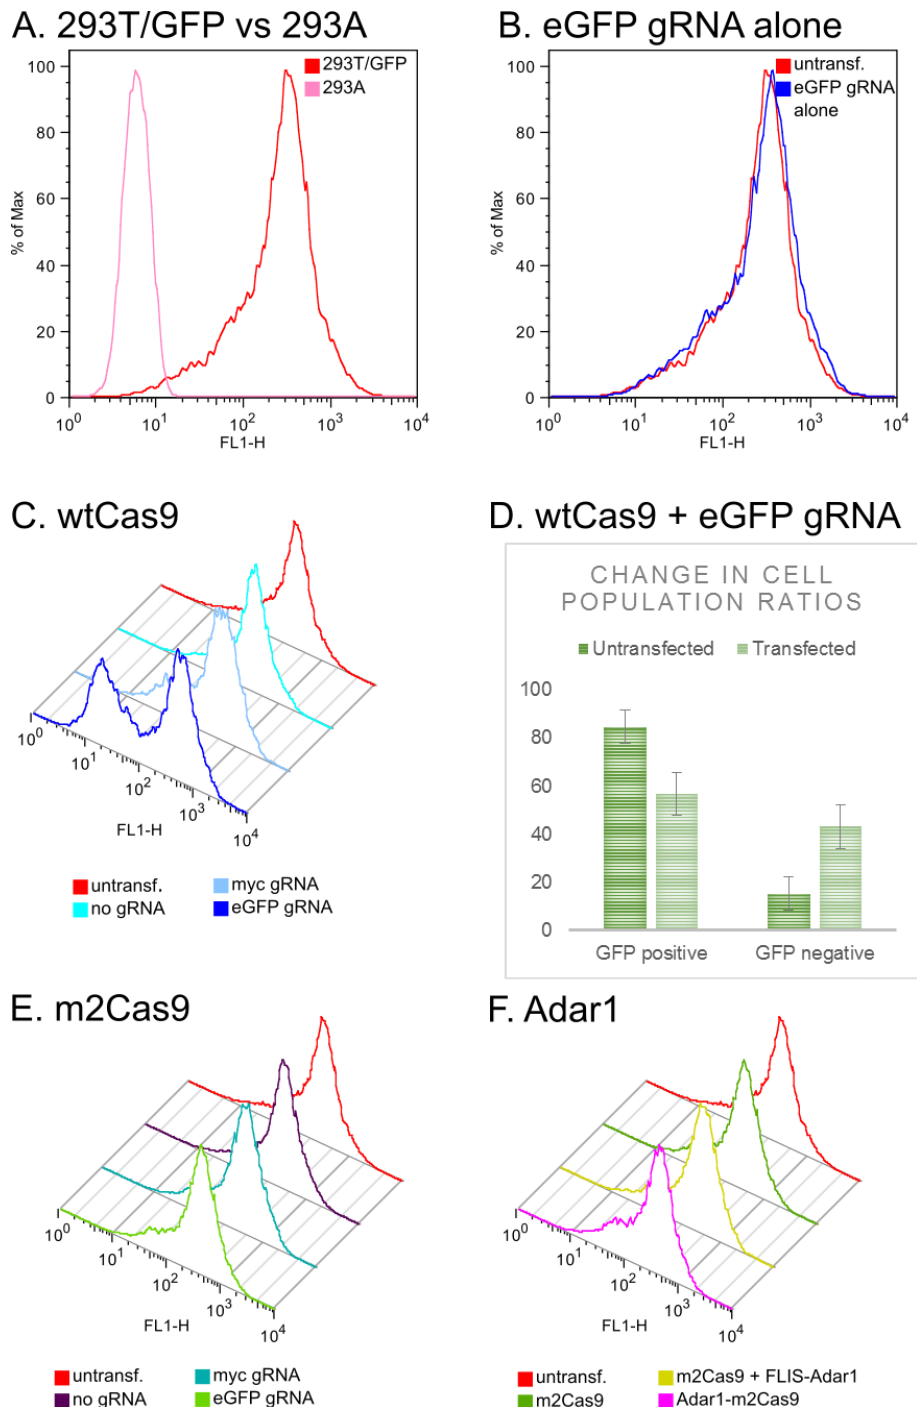 A. 293T/GFP vs 293A
293T/GFP
293A
% of Max
100
80
60
40
20
0
10^0 10^1 10^2 10^3 10^4
FL1-H
B. eGFP gRNA alone
untransf.
eGFP gRNA
alone
% of Max
100
80
60
40
20
0
10^0 10^1 10^2 10^3 10^4
FL1-H
C. wtCas9
10^0 10^1 10^2 10^3 10^4
FL1-H
untransf. myc gRNA
no gRNA eGFP gRNA
D. wtCas9 + eGFP gRNA
CHANGE IN CELL
POPULATION RATIOS
Untransfected Transfected
100
80
60
40
20
0
GFP positive GFP negative
E. m2Cas9
10^0 10^1 10^2 10^3 10^4
FL1-H
untransf. myc gRNA
no gRNA eGFP gRNA
F. Adar1
10^0 10^1 10^2 10^3 10^4
FL1-H
untransf. m2Cas9 + FLIS-Adar1
m2Cas9 Adar1-m2Cas9